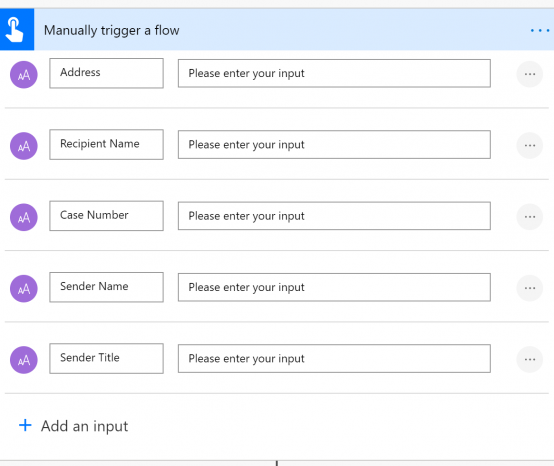 Manually trigger a flow
AA Address Please enter your input
AA Recipient Name Please enter your input
AA Case Number Please enter your input
AA Sender Name Please enter your input
AA Sender Title Please enter your input
+ Add an input